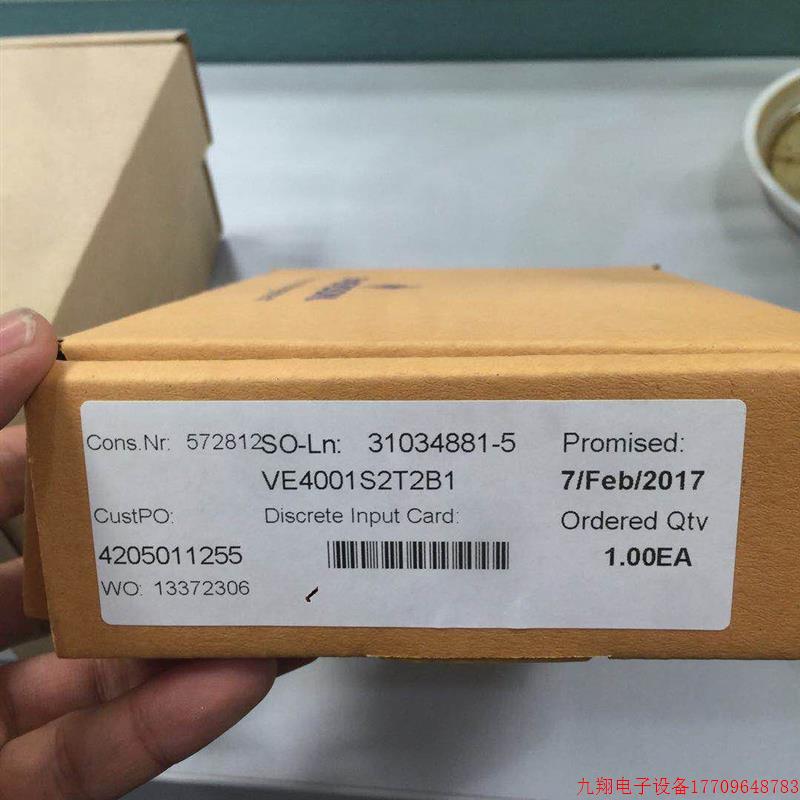 Cons.Nr: 572812 SO-Ln: 31034881-5 Promised:
VE4001S2T2B1 7/Feb/2017
CustPO: Discrete Input Card: Ordered Qty
4205011255 1.00EA
WO: 13372306
九翔电子设备17709648783